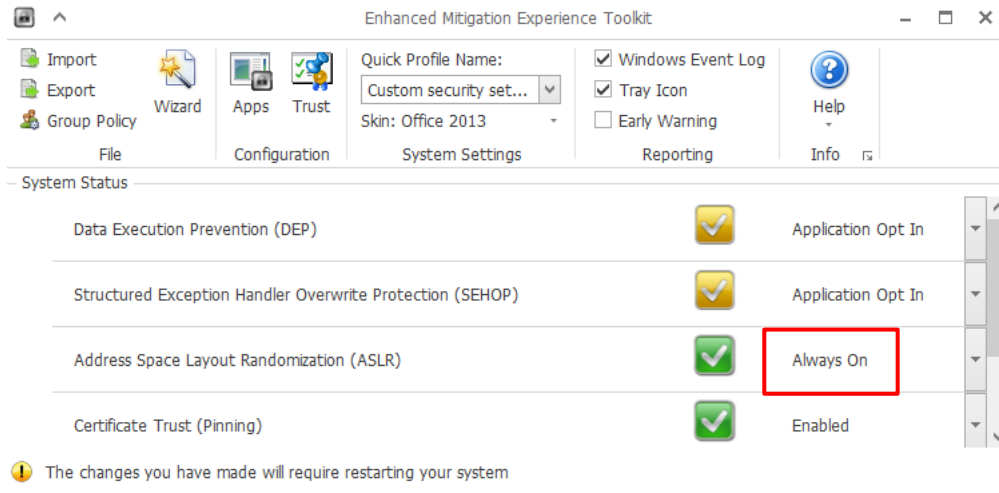 Enhanced Mitigation Experience Toolkit
Import
Export
Group Policy
Wizard
File
Apps
Trust
Configuration
Quick Profile Name:
Custom security set...
Skin: Office 2013
System Settings
Windows Event Log
Tray Icon
Early Warning
Reporting
Help
Info
System Status
Data Execution Prevention (DEP) Application Opt In
Structured Exception Handler Overwrite Protection (SEHOP) Application Opt In
Address Space Layout Randomization (ASLR) Always On
Certificate Trust (Pinning) Enabled
The changes you have made will require restarting your system